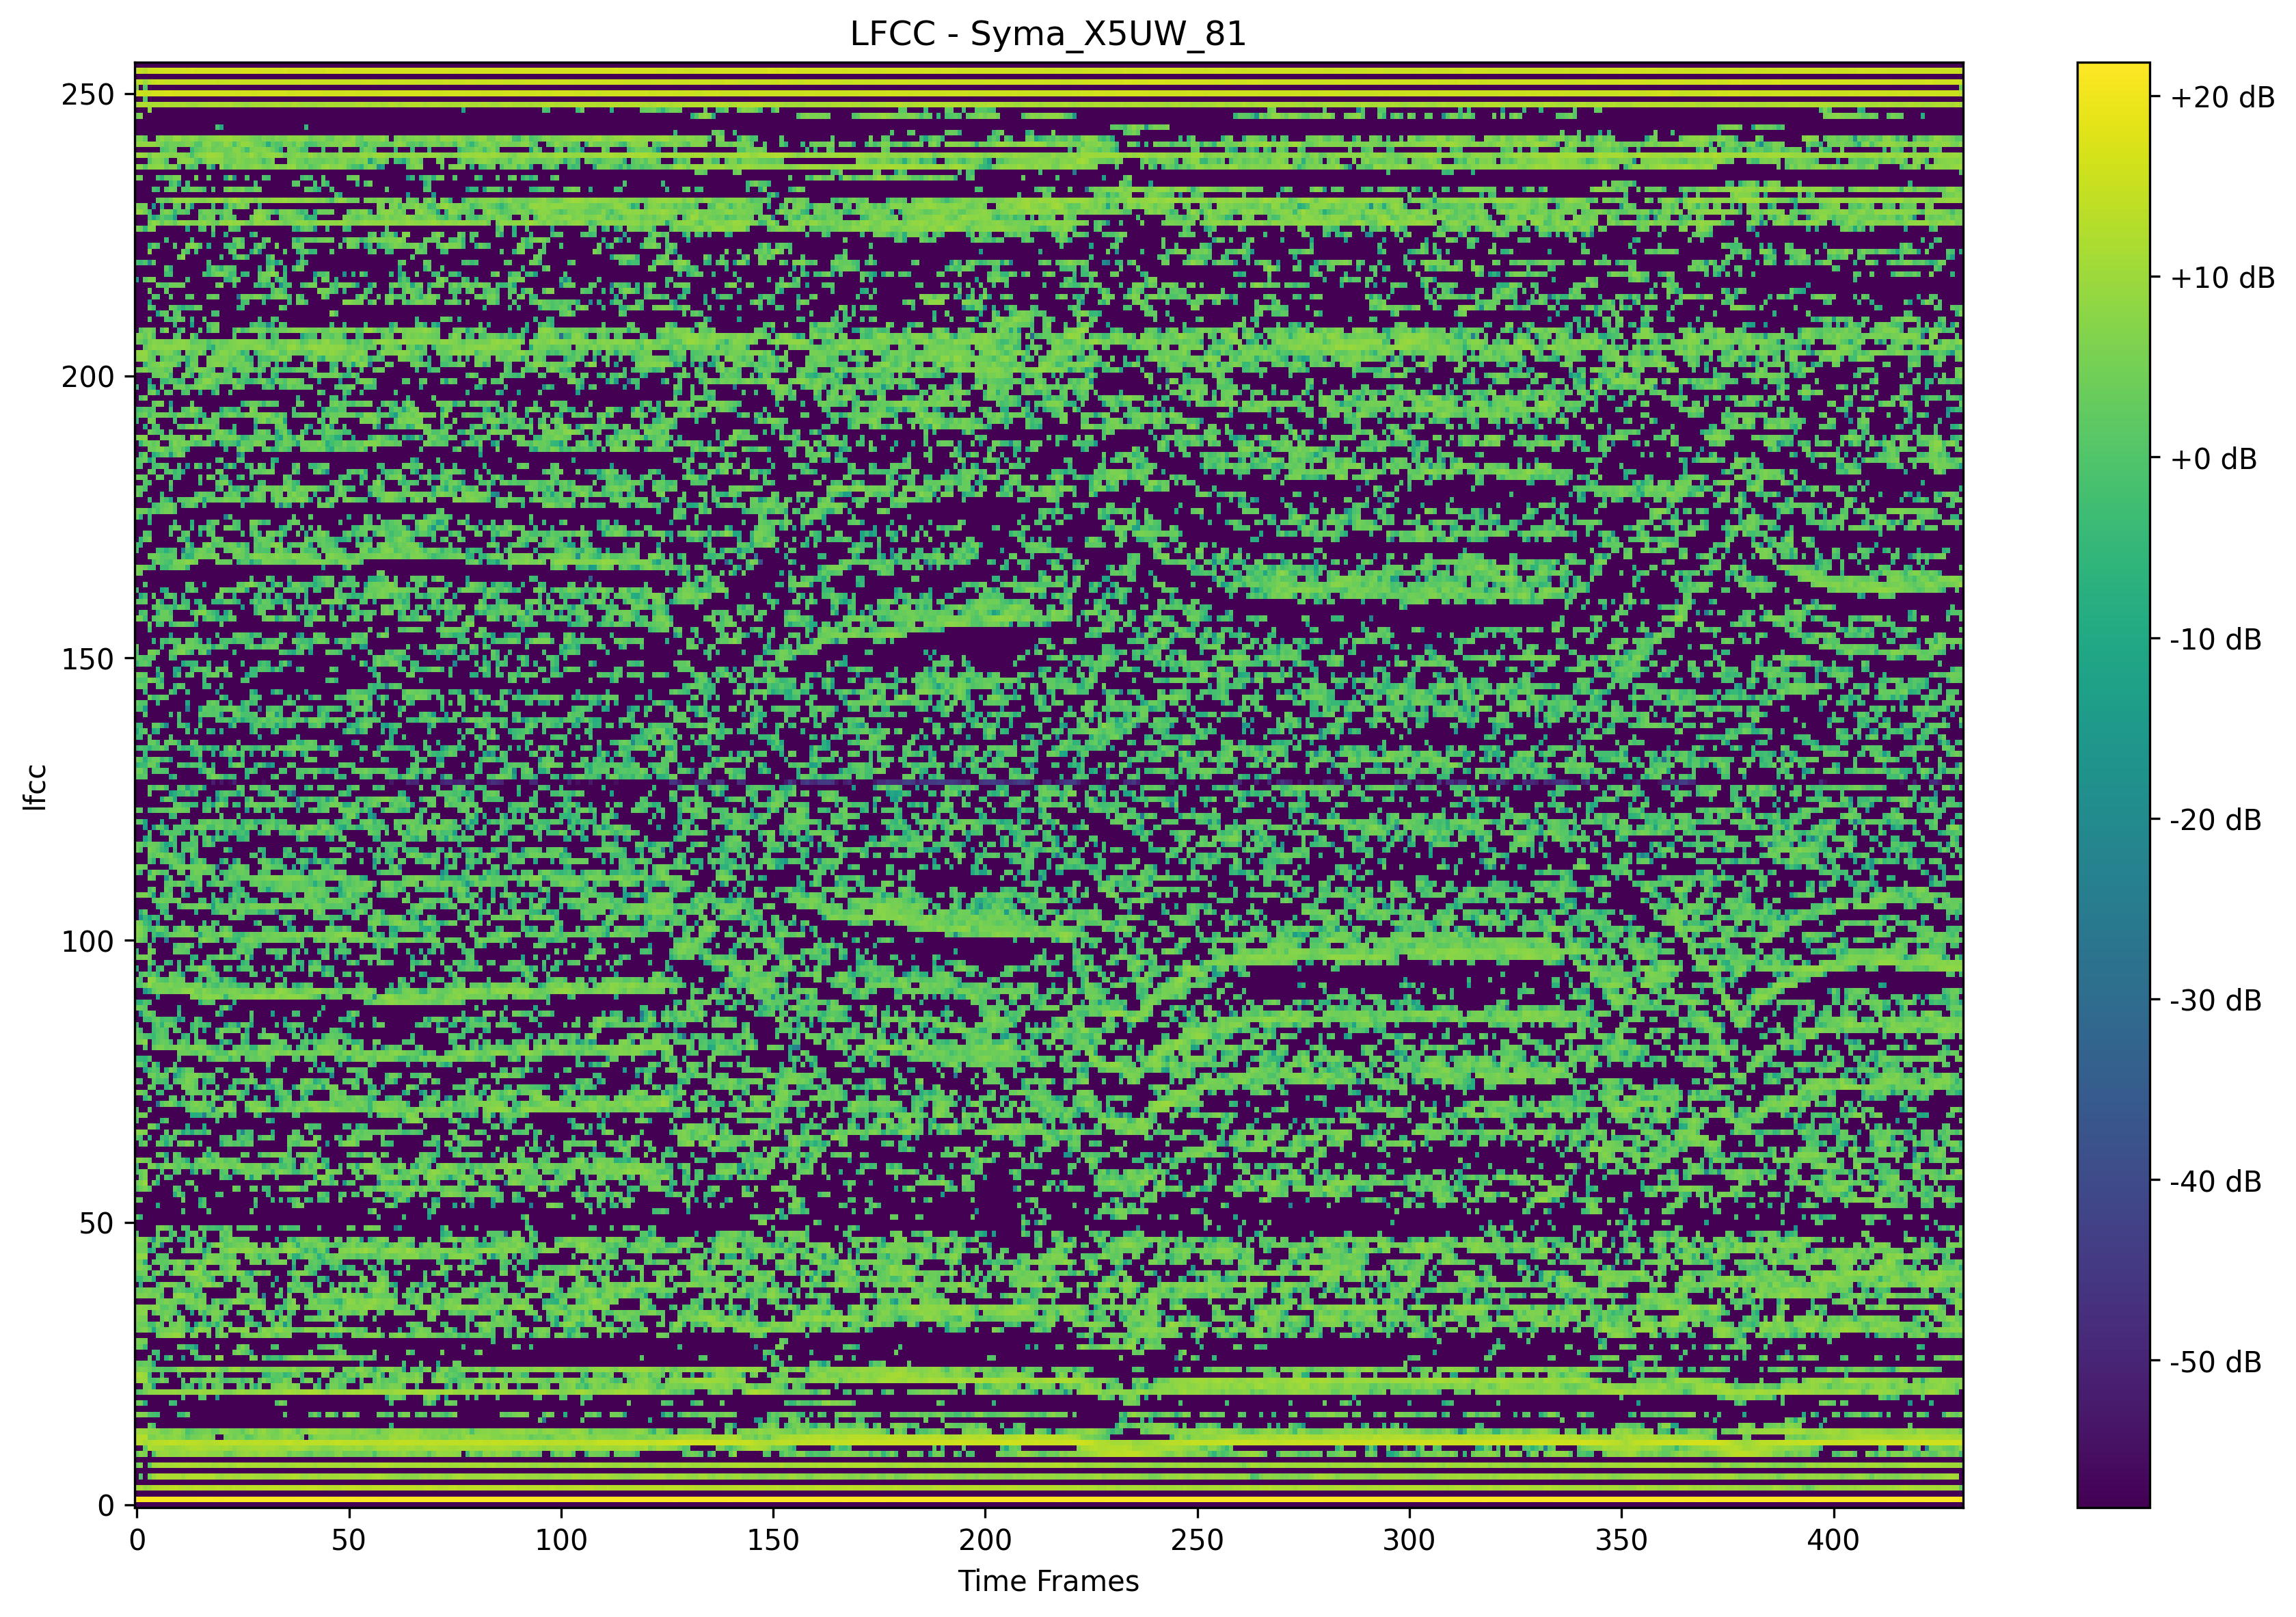 LFCC - Syma_X5UW_81
250
200
150
100
50
0
lfcc
0 50 100 150 200 250 300 350 400
Time Frames
+20 dB
+10 dB
+0 dB
-10 dB
-20 dB
-30 dB
-40 dB
-50 dB